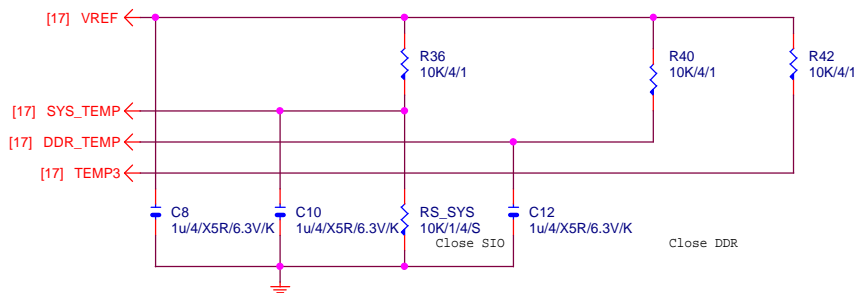 [17] VREF
R36
10K/4/1
R40
10K/4/1
R42
10K/4/1
[17] SYS_TEMP
[17] DDR_TEMP
[17] TEMP3
C8
1u/4/X5R/6.3V/K
C10
1u/4/X5R/6.3V/K
RS_SYS
10K/1/4/S
Close SIO
C12
1u/4/X5R/6.3V/K
Close DDR